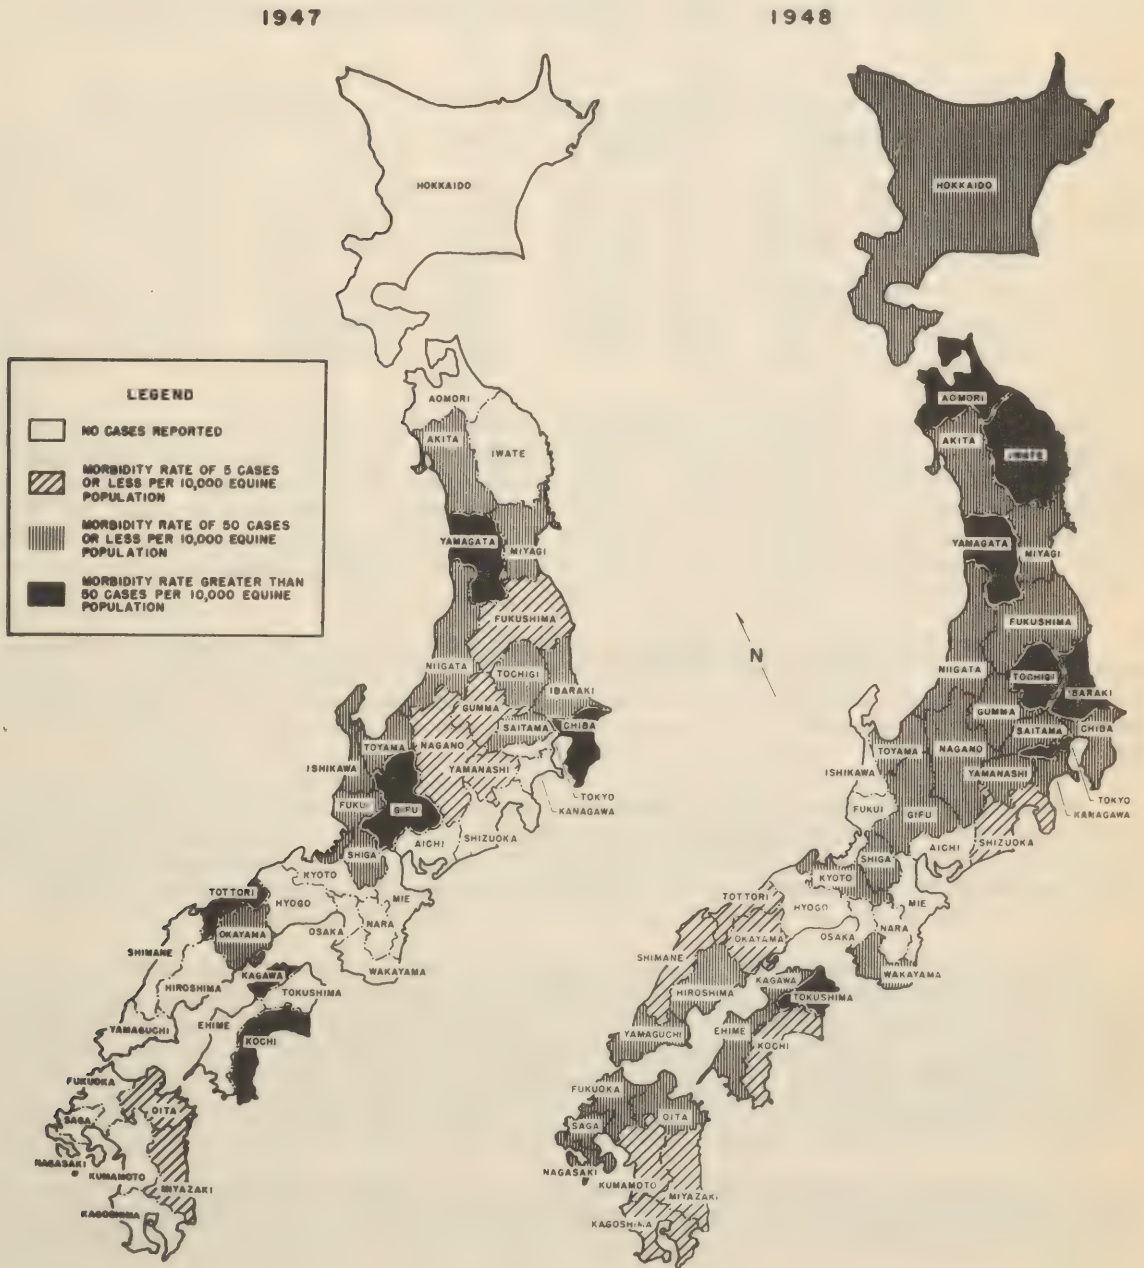 1947
HOKKAIDO
LEGEND
NO CASES REPORTED
MORBIDITY RATE OF 5 CASES
OR LESS PER 10,000 EQUINE
POPULATION
MORBIDITY RATE OF 50 CASES
OR LESS PER 10,000 EQUINE
POPULATION
MORBIDITY RATE GREATER THAN
50 CASES PER 10,000 EQUINE
POPULATION
AOMORI
AKITA
IWATE
YAMAGATA
MIYAGI
FUKUSHIMA
NIIGATA
TOCHIGI
IBARAKI
GUMMA
CHIBA
SAITAMA
TOYAMA
NAGANO
ISHIKAWA
YAMANASHI
TOKYO
FUKUI
GIFU
KANAGAWA
AICHI
SHIZUOKA
SHIGA
KYOTO
TOTTORI
HYOGO
MIE
NARA
OKAYAMA
OSAKA
SHIMANE
WAKAYAMA
KAGAWA
HIROSHIMA
TOKUSHIMA
YAMAGUCHI
EHIME
KOCHI
FUKUOKA
OITA
SAGA
NAGASAKI
KUMAMOTO
MIYAZAKI
KAGOSHIMA
1948
HOKKAIDO
AOMORI
AKITA
IWATE
YAMAGATA
MIYAGI
N
FUKUSHIMA
NIIGATA
TOCHIGI
IBARAKI
GUMMA
CHIBA
SAITAMA
TOYAMA
NAGANO
ISHIKAWA
YAMANASHI
TOKYO
FUKUI
GIFU
KANAGAWA
AICHI
SHIZUOKA
SHIGA
KYOTO
TOTTORI
HYOGO
MIE
NARA
OKAYAMA
OSAKA
SHIMANE
WAKAYAMA
KAGAWA
HIROSHIMA
TOKUSHIMA
YAMAGUCHI
EHIME
KOCHI
FUKUOKA
OITA
SAGA
NAGASAKI
KUMAMOTO
MIYAZAKI
KAGOSHIMA